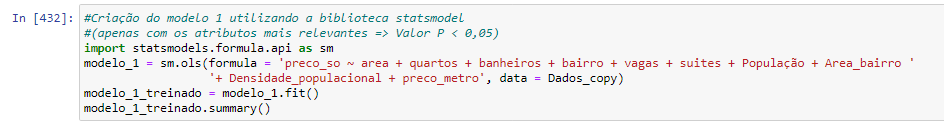 In [432]: #Criação do modelo 1 utilizando a biblioteca statsmodel
#(apenas com os atributos mais relevantes => Valor P < 0,05)
import statsmodels.formula.api as sm
modelo_1 = sm.ols(formula = 'preco_so ~ area + quartos + banheiros + bairro + vagas + suites + População + Area_bairro '
'+ Densidade_populacional + preco_metro', data = Dados_copy)
modelo_1_treinado = modelo_1.fit()
modelo_1_treinado.summary()